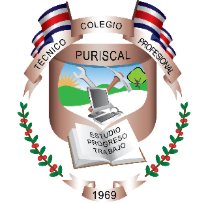 TÉCNICO COLEGIO PROFESIONAL
PURISCAL
ESTUDIO
PROGRESO
TRABAJO
1969